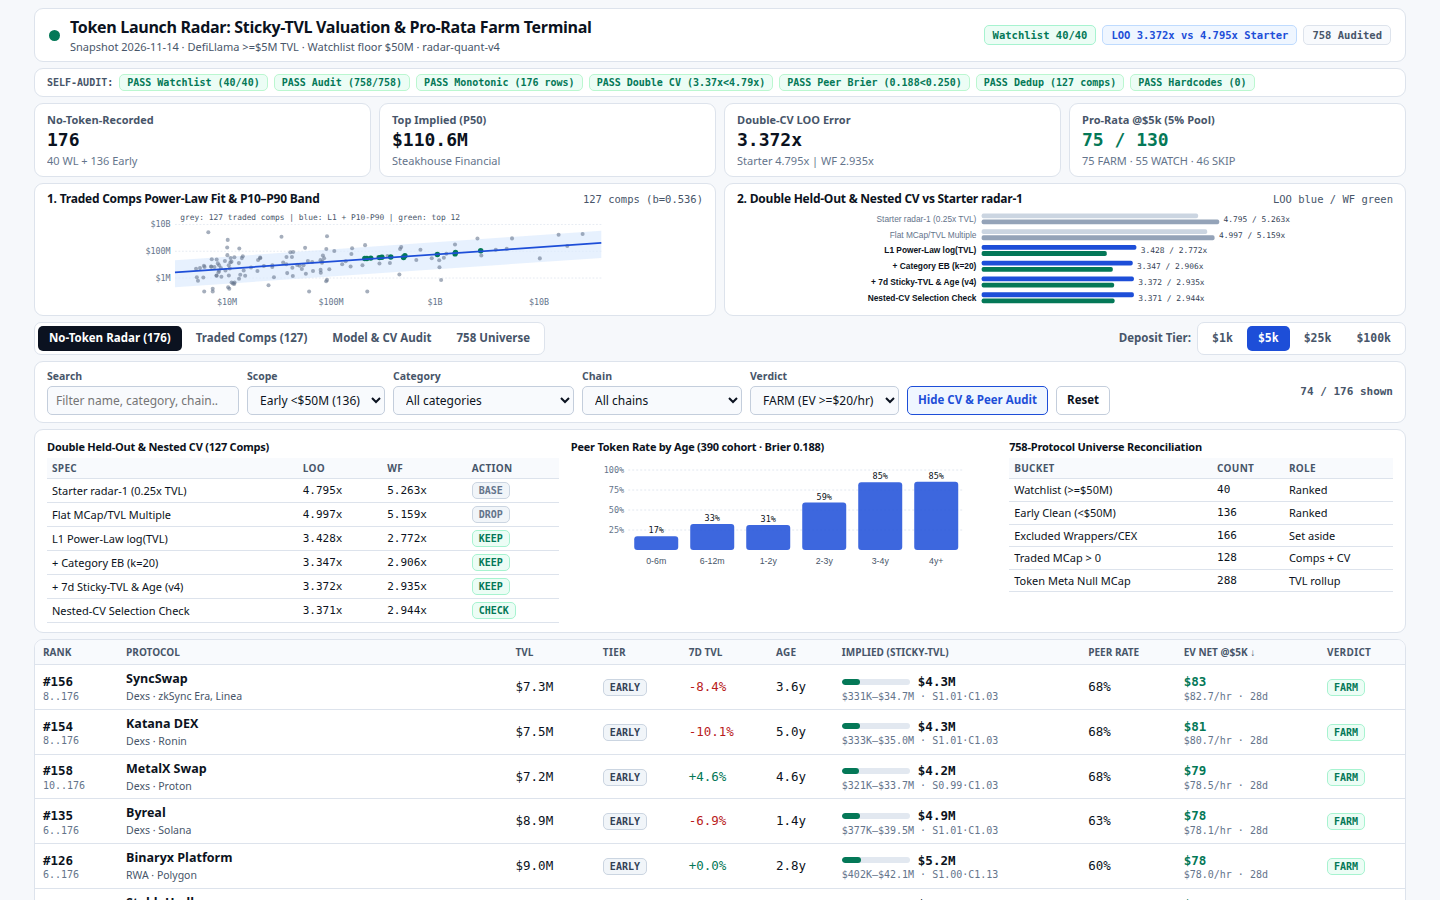 Token Launch Radar: Sticky-TVL Valuation & Pro-Rata Farm Terminal
Snapshot 2026-11-14 · DefiLlama >=$5M TVL · Watchlist floor $50M · radar-quant-v4
Watchlist 40/40
LOO 3.372x vs 4.795x Starter
758 Audited
SELF-AUDIT: PASS Watchlist (40/40) PASS Audit (758/758) PASS Monotonic (176 rows) PASS Double CV (3.37x<4.79x) PASS Peer Brier (0.188<0.250) PASS Dedup (127 comps) PASS Hardcodes (0)
No-Token-Recorded
176
40 WL + 136 Early
Top Implied (P50)
$110.6M
Steakhouse Financial
Double-CV LOO Error
3.372x
Starter 4.795x | WF 2.935x
Pro-Rata @$5k (5% Pool)
75 / 130
75 FARM · 55 WATCH · 46 SKIP
1. Traded Comps Power-Law Fit & P10–P90 Band
127 comps (b=0.536)
grey: 127 traded comps | blue: L1 + P10-P90 | green: top 12
$10B
$100M
$1M
$10M $100M $1B $10B
2. Double Held-Out & Nested CV vs Starter radar-1
LOO blue / WF green
Starter radar-1 (0.25x TVL) 4.795 / 5.263x
Flat MCap/TVL Multiple 4.997 / 5.159x
L1 Power-Law log(TVL) 3.428 / 2.772x
+ Category EB (k=20) 3.347 / 2.906x
+ 7d Sticky-TVL & Age (v4) 3.372 / 2.935x
Nested-CV Selection Check 3.371 / 2.944x
No-Token Radar (176) Traded Comps (127) Model & CV Audit 758 Universe
Deposit Tier: $1k $5k $25k $100k
Search Scope Category Chain Verdict
Filter name, category, chain.. Early <$50M (136) All categories All chains FARM (EV >=$20/hr) Hide CV & Peer Audit Reset
74 / 176 shown
Double Held-Out & Nested CV (127 Comps)
SPEC LOO WF ACTION
Starter radar-1 (0.25x TVL) 4.795x 5.263x BASE
Flat MCap/TVL Multiple 4.997x 5.159x DROP
L1 Power-Law log(TVL) 3.428x 2.772x KEEP
+ Category EB (k=20) 3.347x 2.906x KEEP
+ 7d Sticky-TVL & Age (v4) 3.372x 2.935x KEEP
Nested-CV Selection Check 3.371x 2.944x CHECK
Peer Token Rate by Age (390 cohort · Brier 0.188)
100%
75%
50%
25%
17% 33% 31% 59% 85% 85%
0-6m 6-12m 1-2y 2-3y 3-4y 4y+
758-Protocol Universe Reconciliation
BUCKET COUNT ROLE
Watchlist (>=$50M) 40 Ranked
Early Clean (<$50M) 136 Ranked
Excluded Wrappers/CEX 166 Set aside
Traded MCap > 0 128 Comps + CV
Token Meta Null MCap 288 TVL rollup
RANK PROTOCOL TVL TIER 7D TVL AGE IMPLIED (STICKY-TVL) PEER RATE EV NET @$5K ↓ VERDICT
#156 SyncSwap $7.3M EARLY -8.4% 3.6y $4.3M 68% $83 FARM
8..176 Dexs · zkSync Era, Linea $331K–$34.7M · S1.01·C1.03 $82.7/hr · 28d
#154 Katana DEX $7.5M EARLY -10.1% 5.0y $4.3M 68% $81 FARM
8..176 Dexs · Ronin $333K–$35.0M · S1.01·C1.03 $80.7/hr · 28d
#158 MetalX Swap $7.2M EARLY +4.6% 4.6y $4.2M 68% $79 FARM
10..176 Dexs · Proton $321K–$33.7M · S0.99·C1.03 $78.5/hr · 28d
#135 Byreal $8.9M EARLY -6.9% 1.4y $4.9M 63% $78 FARM
6..176 Dexs · Solana $377K–$39.5M · S1.01·C1.03 $78.1/hr · 28d
#126 Binaryx Platform $9.0M EARLY +0.0% 2.8y $5.2M 60% $78 FARM
6..176 RWA · Polygon $402K–$42.1M · S1.00·C1.13 $78.0/hr · 28d